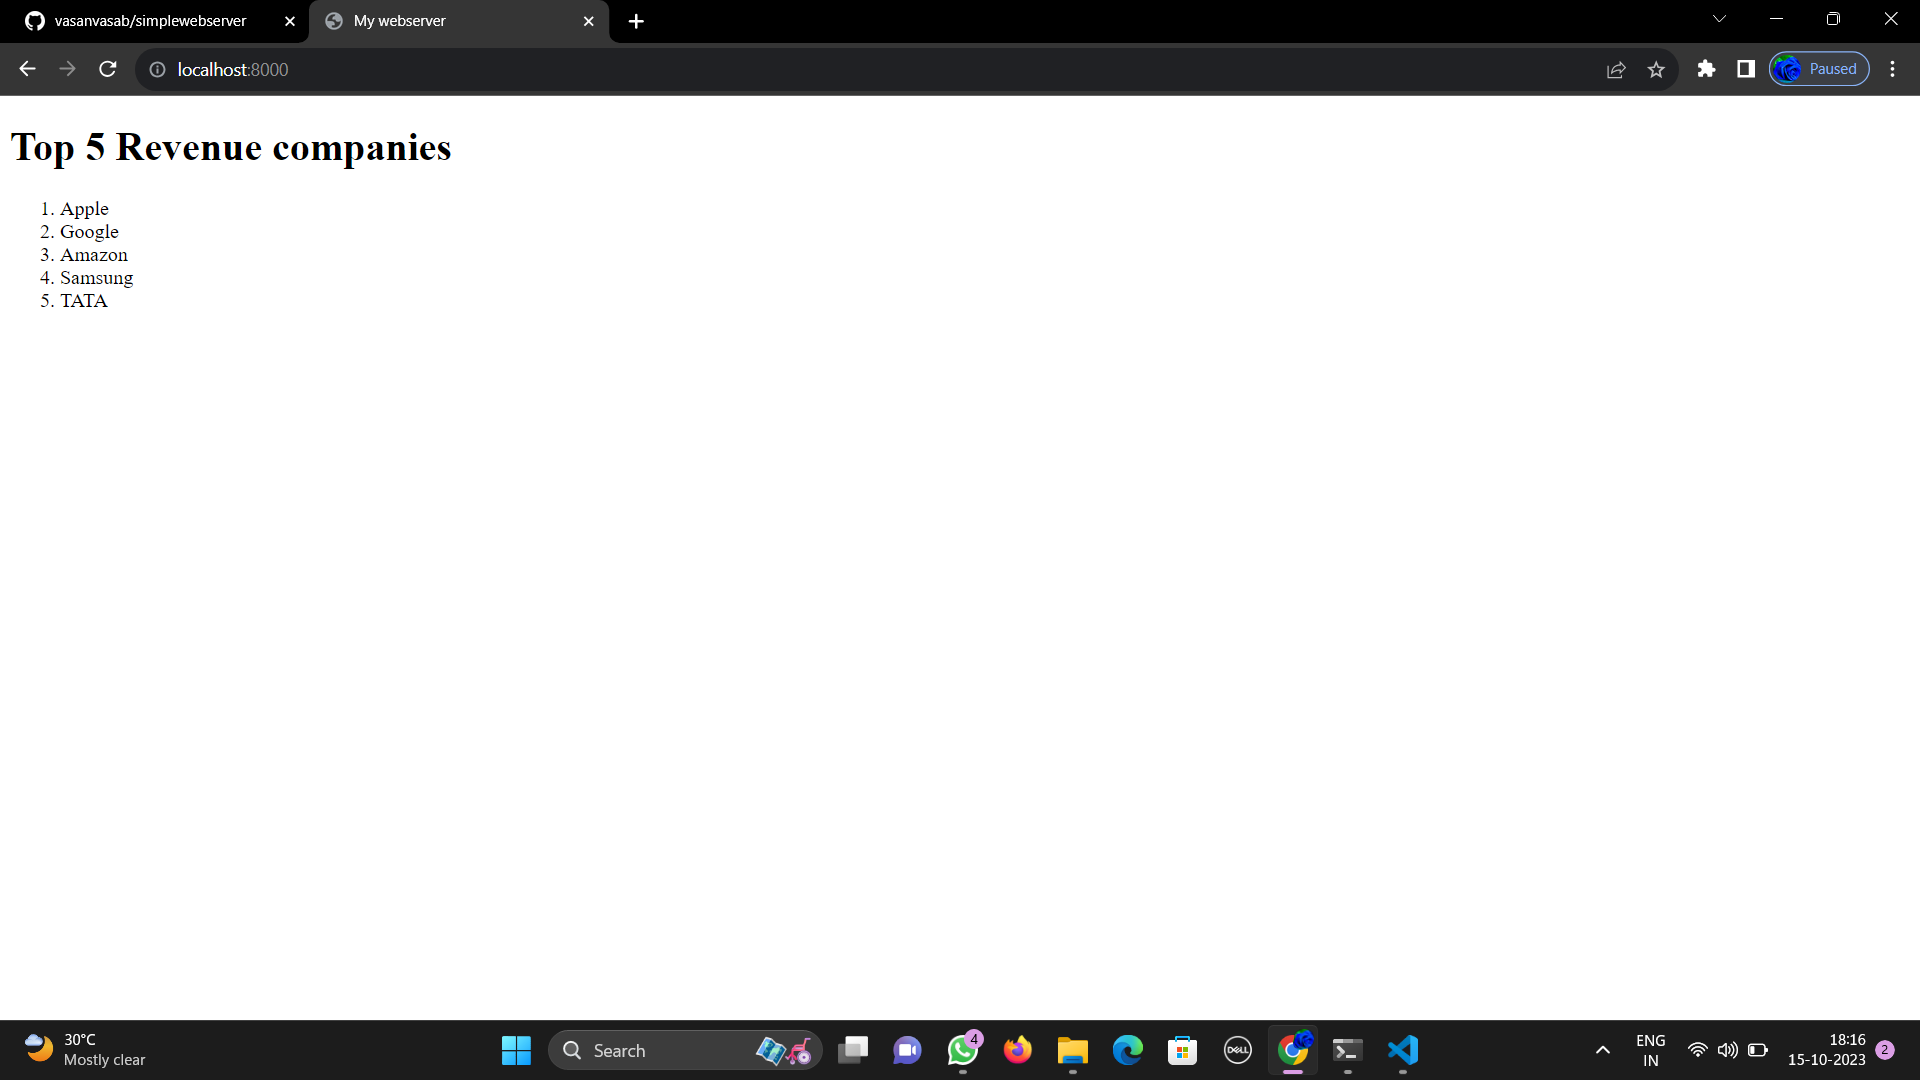 vasanvasab/simplewebserver
My webserver
localhost:8000
Paused
Top 5 Revenue companies
1. Apple
2. Google
3. Amazon
4. Samsung
5. TATA
30°C
Mostly clear
Search
4
DELL
ENG
IN
18:16
15-10-2023
2